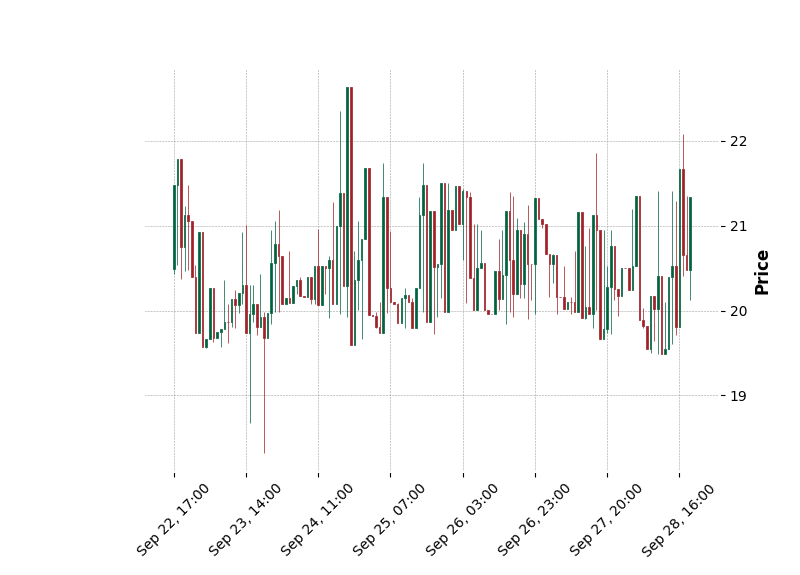 22
21
20
19
Price
Sep 22, 17:00
Sep 23, 14:00
Sep 24, 11:00
Sep 25, 07:00
Sep 26, 03:00
Sep 26, 23:00
Sep 27, 20:00
Sep 28, 16:00